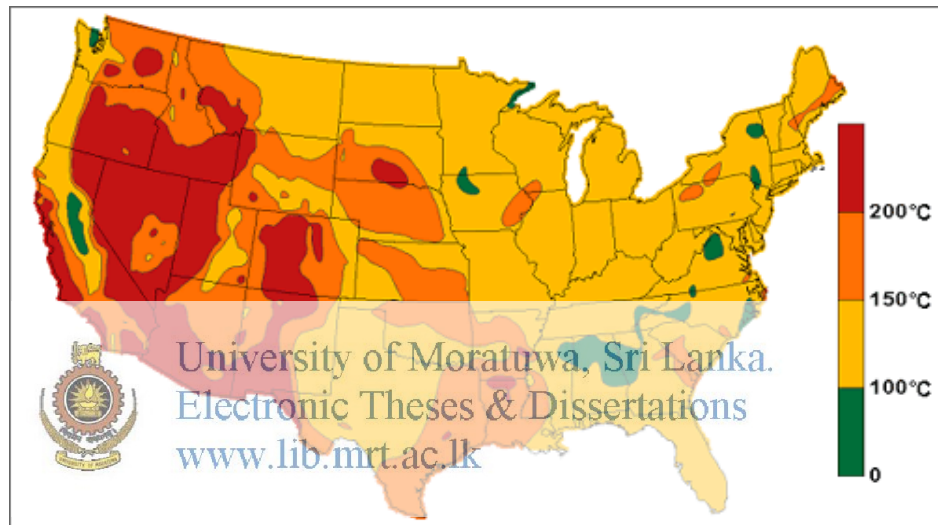 200°C
150°C
University of Moratuwa, Sri Lanka.
Electronic Theses & Dissertations
www.lib.mrt.ac.lk
100°C
0